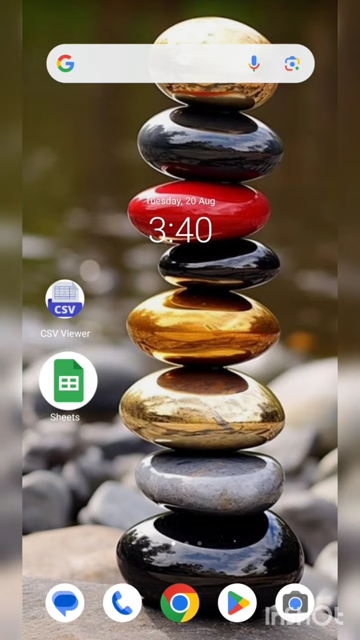 Tuesday, 20 Aug
3:40
CSV
CSV Viewer
Sheets
InShOt